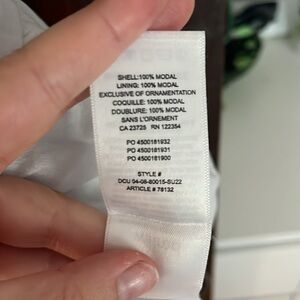 SHELL:100% MODAL
LINING: 100% MODAL
EXCLUSIVE OF ORNAMENTATION
COQUILLE: 100% MODAL
DOUBLURE: 100% MODAL
SANS L'ORNEMENT
CA 23725 RN 122354
PO 4500181932
PO 4500181931
PO 4500181900
STYLE #
DCU 04-08-80015-SU22
ARTICLE # 78132